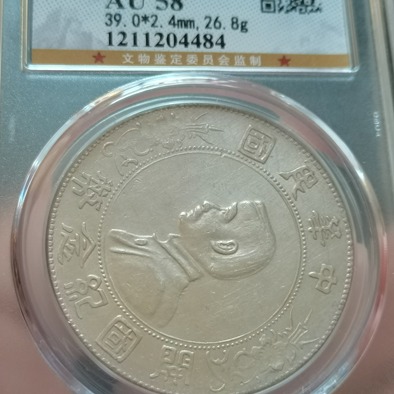 AU 58
39.0*2.4mm,26.8g
1211204484
★ 文物鉴定委员会监制 ★
中華民國
開國紀念幣